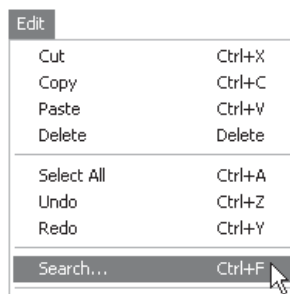 Edit
Cut Ctrl+X
Copy Ctrl+C
Paste Ctrl+V
Delete Delete
Select All Ctrl+A
Undo Ctrl+Z
Redo Ctrl+Y
Search... Ctrl+F